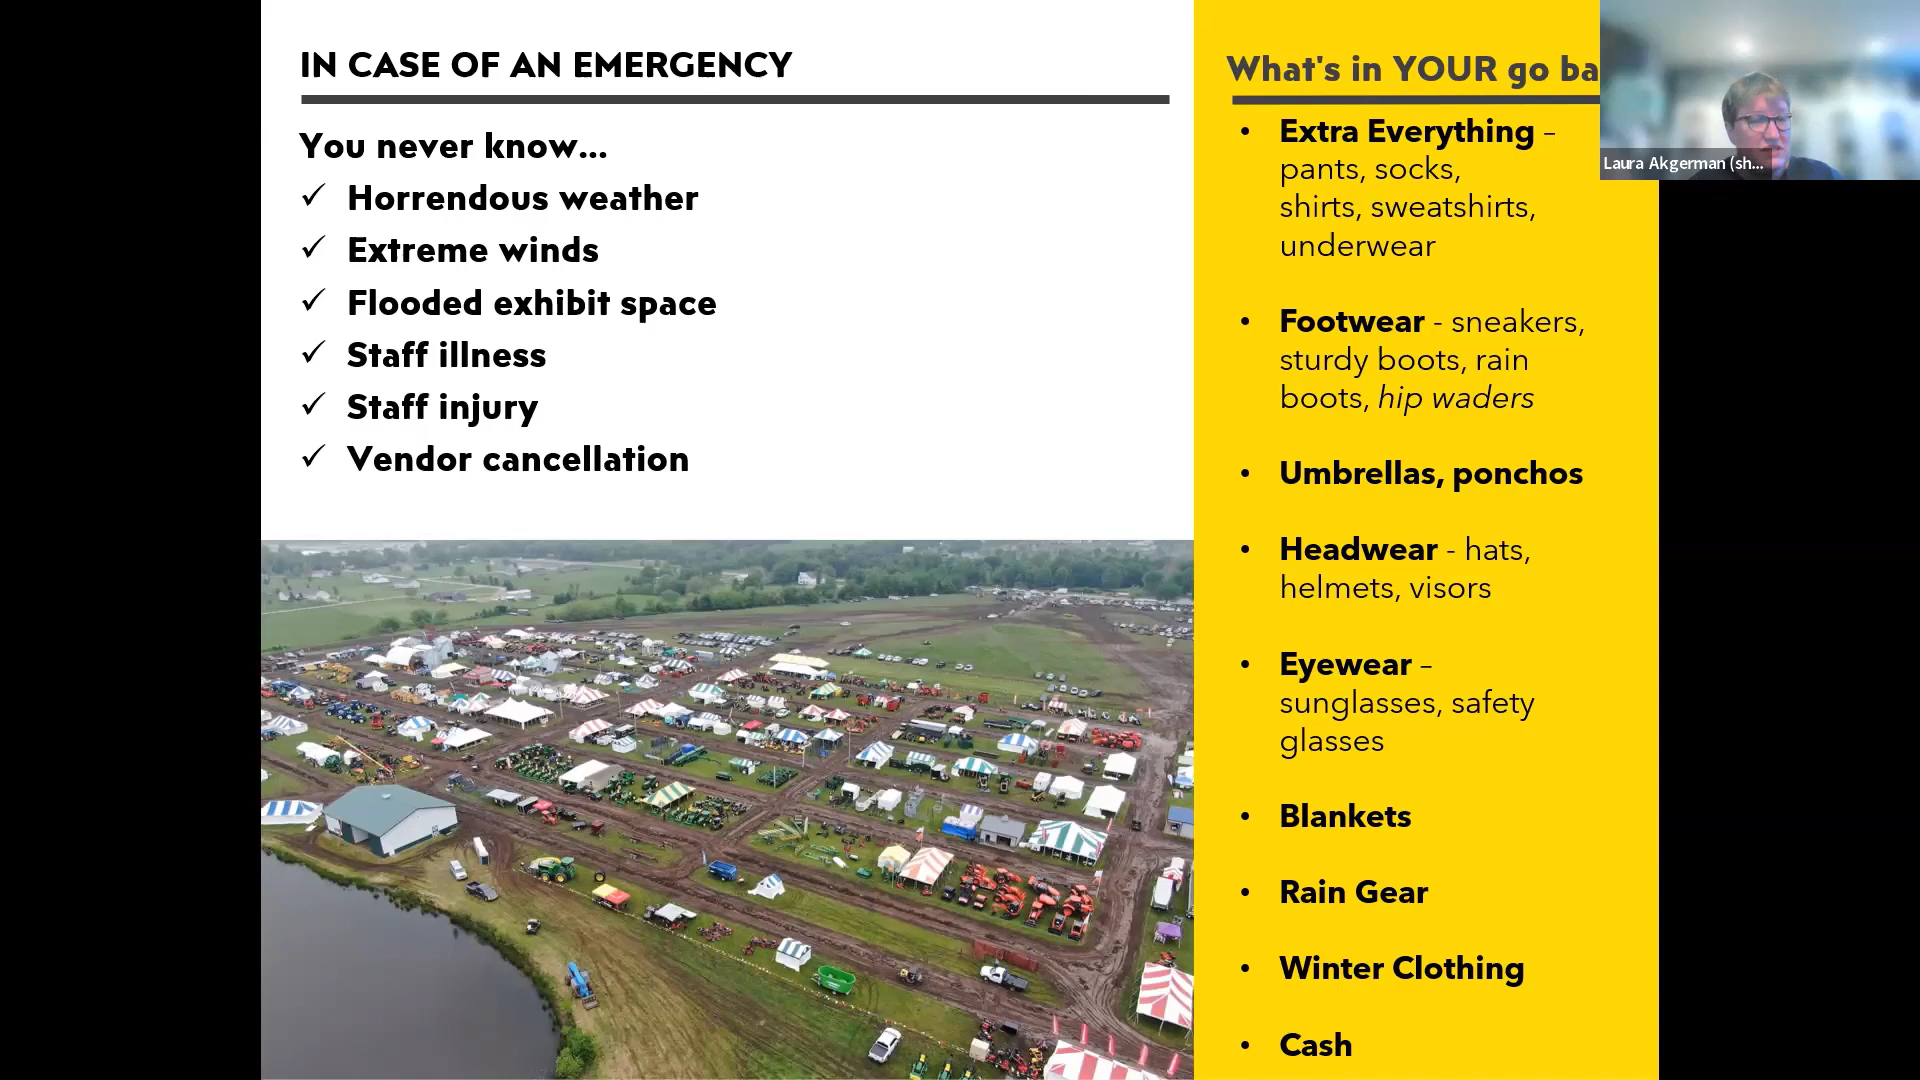 IN CASE OF AN EMERGENCY
You never know...
✓ Horrendous weather
✓ Extreme winds
✓ Flooded exhibit space
✓ Staff illness
✓ Staff injury
✓ Vendor cancellation
What's in YOUR go ba
• Extra Everything –
pants, socks,
shirts, sweatshirts,
underwear
• Footwear - sneakers,
sturdy boots, rain
boots, hip waders
• Umbrellas, ponchos
• Headwear - hats,
helmets, visors
• Eyewear –
sunglasses, safety
glasses
• Blankets
• Rain Gear
• Winter Clothing
• Cash
Laura Akgerman (sh...